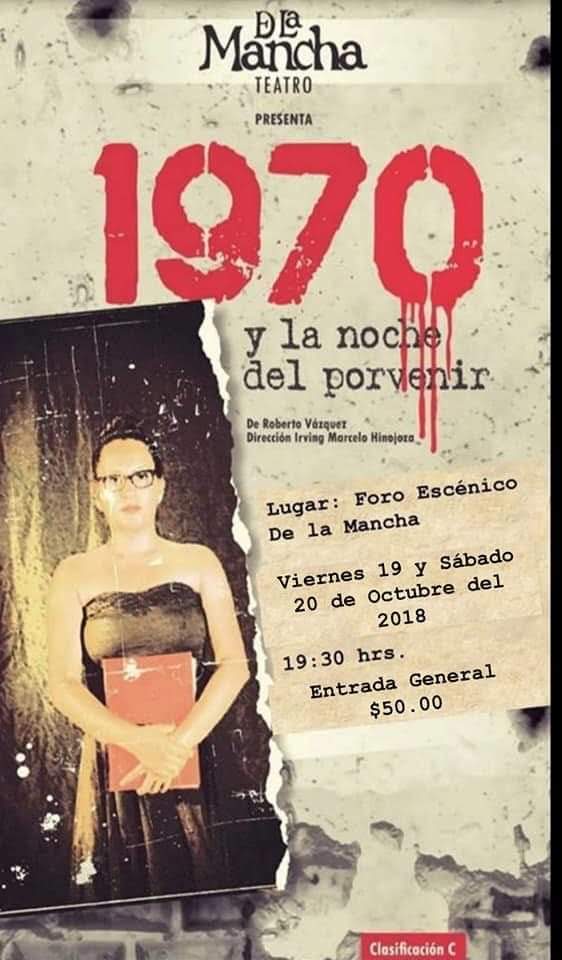 De La
Mancha
TEATRO
PRESENTA
1970
y la noche
del porvenir
De Roberto Vázquez
Dirección Irving Marcelo Hinojoza
Lugar: Foro Escénico
De la Mancha
Viernes 19 y Sábado
20 de Octubre del
2018
19:30 hrs.
Entrada General
$50.00
Clasificación C